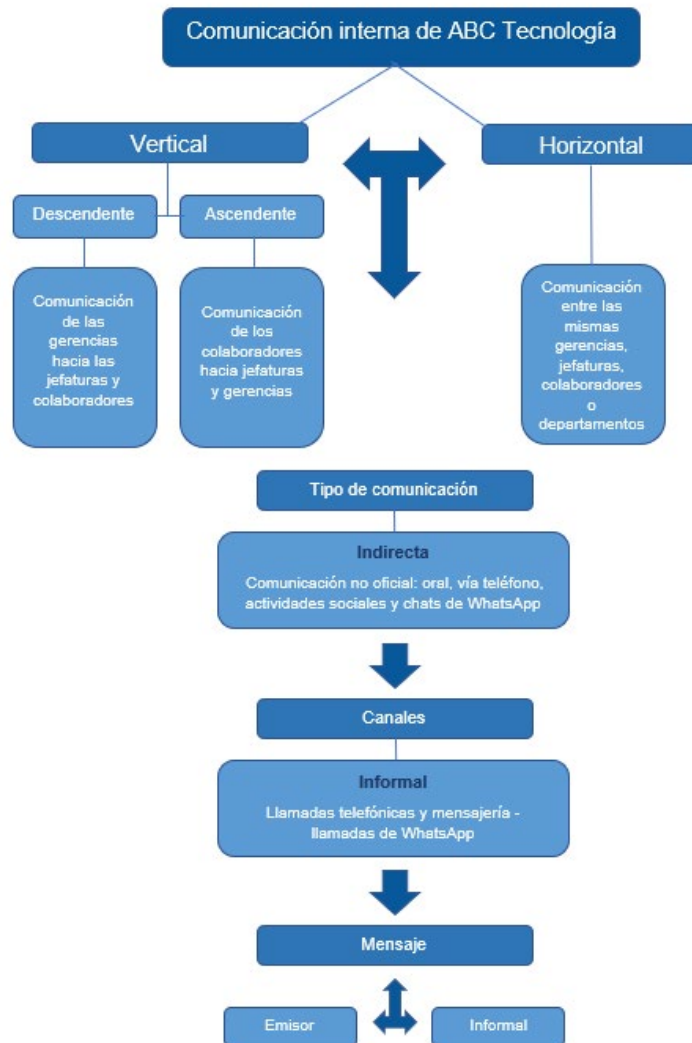 Comunicación interna de ABC Tecnología
Vertical
Horizontal
Descendente
Ascendente
Comunicación
de las
gerencias
hacia las
jefaturas y
colaboradores
Comunicación
de los
colaboradores
hacia jefaturas
y gerencias
Comunicación
entre las
mismas
gerencias,
jefaturas,
colaboradores
o
departamentos
Tipo de comunicación
Indirecta
Comunicación no oficial: oral, vía teléfono,
actividades sociales y chats de WhatsApp
Canales
Informal
Llamadas telefónicas y mensajería -
llamadas de WhatsApp
Mensaje
Emisor
Informal